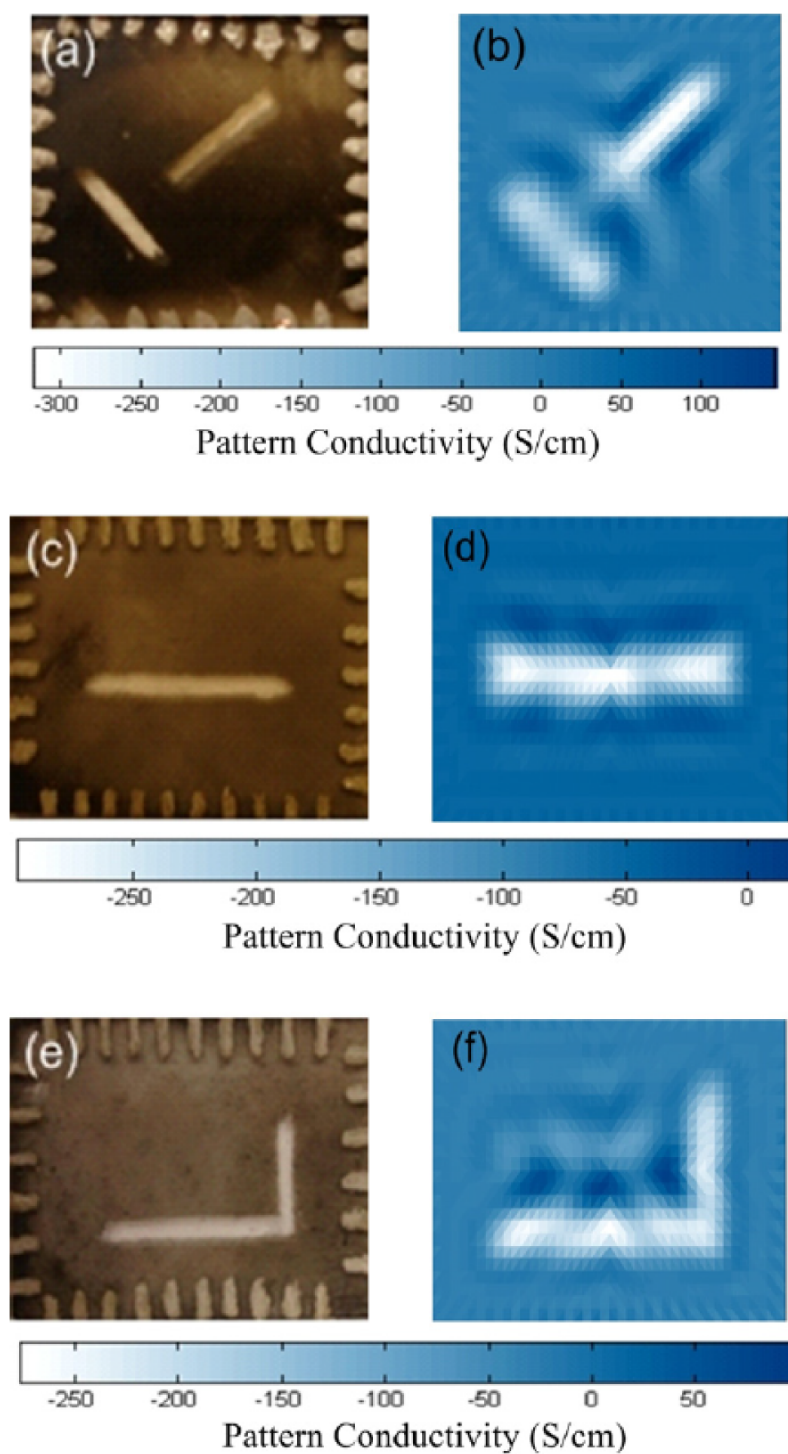 (a) (b)
-300 -250 -200 -150 -100 -50 0 50 100
Pattern Conductivity (S/cm)
(c) (d)
-250 -200 -150 -100 -50 0
Pattern Conductivity (S/cm)
(e) (f)
-250 -200 -150 -100 -50 0 50
Pattern Conductivity (S/cm)